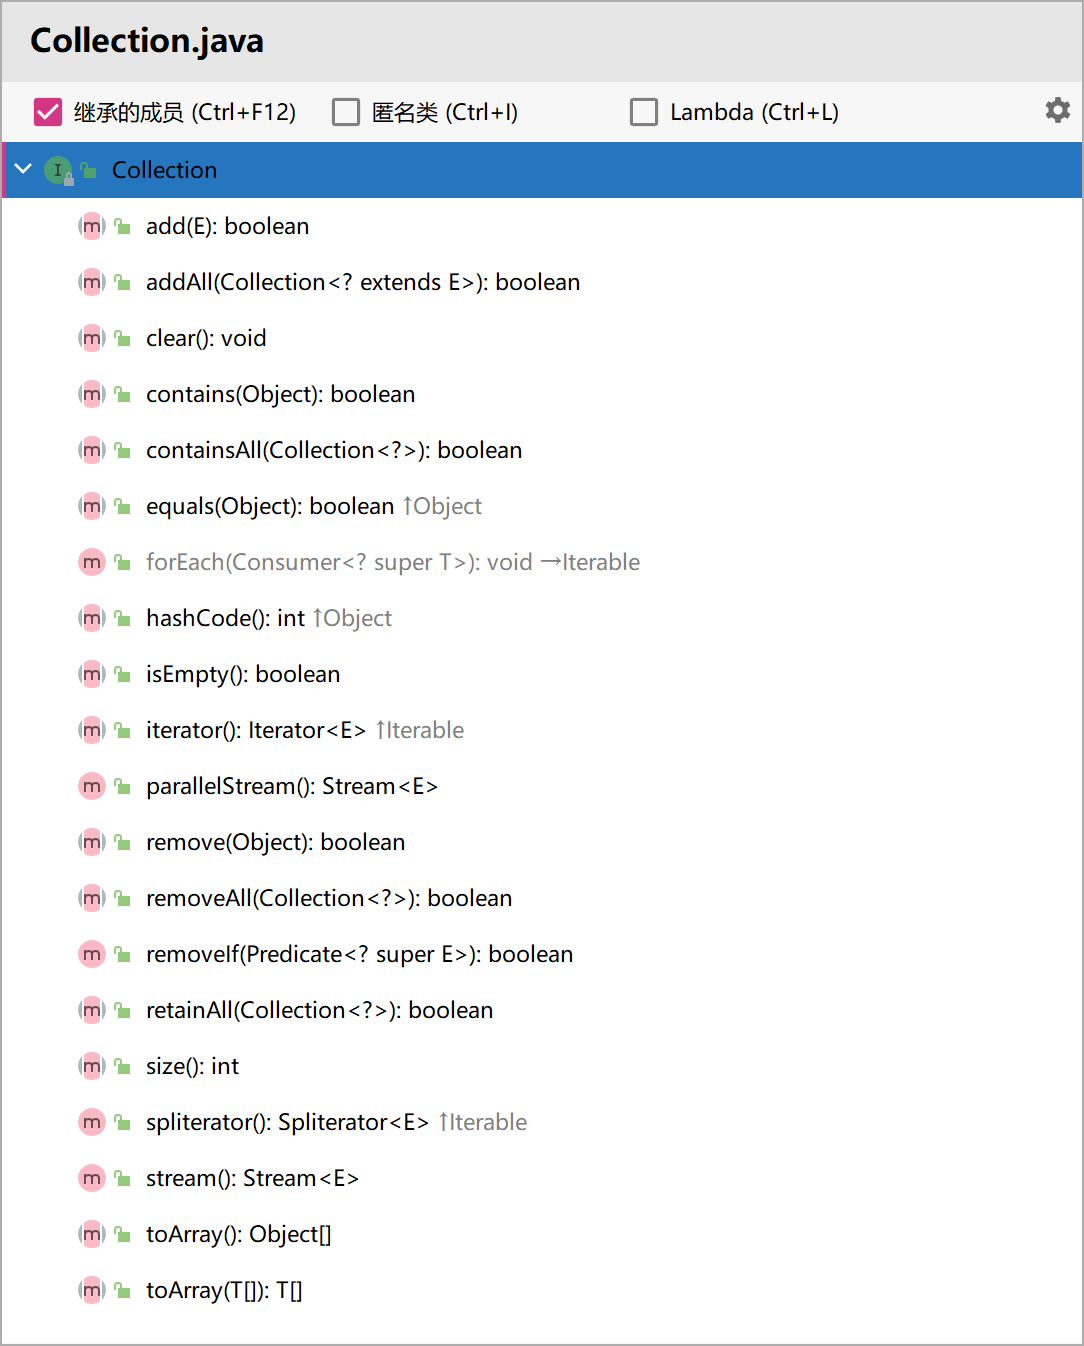 Collection.java
继承的成员 (Ctrl+F12) 匿名类 (Ctrl+I) Lambda (Ctrl+L)
I Collection
m add(E): boolean
m addAll(Collection<? extends E>): boolean
m clear(): void
m contains(Object): boolean
m containsAll(Collection<?>): boolean
m equals(Object): boolean ↑Object
m forEach(Consumer<? super T>): void →Iterable
m hashCode(): int ↑Object
m isEmpty(): boolean
m iterator(): Iterator<E> ↑Iterable
m parallelStream(): Stream<E>
m remove(Object): boolean
m removeAll(Collection<?>): boolean
m removeIf(Predicate<? super E>): boolean
m retainAll(Collection<?>): boolean
m size(): int
m spliterator(): Spliterator<E> ↑Iterable
m stream(): Stream<E>
m toArray(): Object[]
m toArray(T[]): T[]